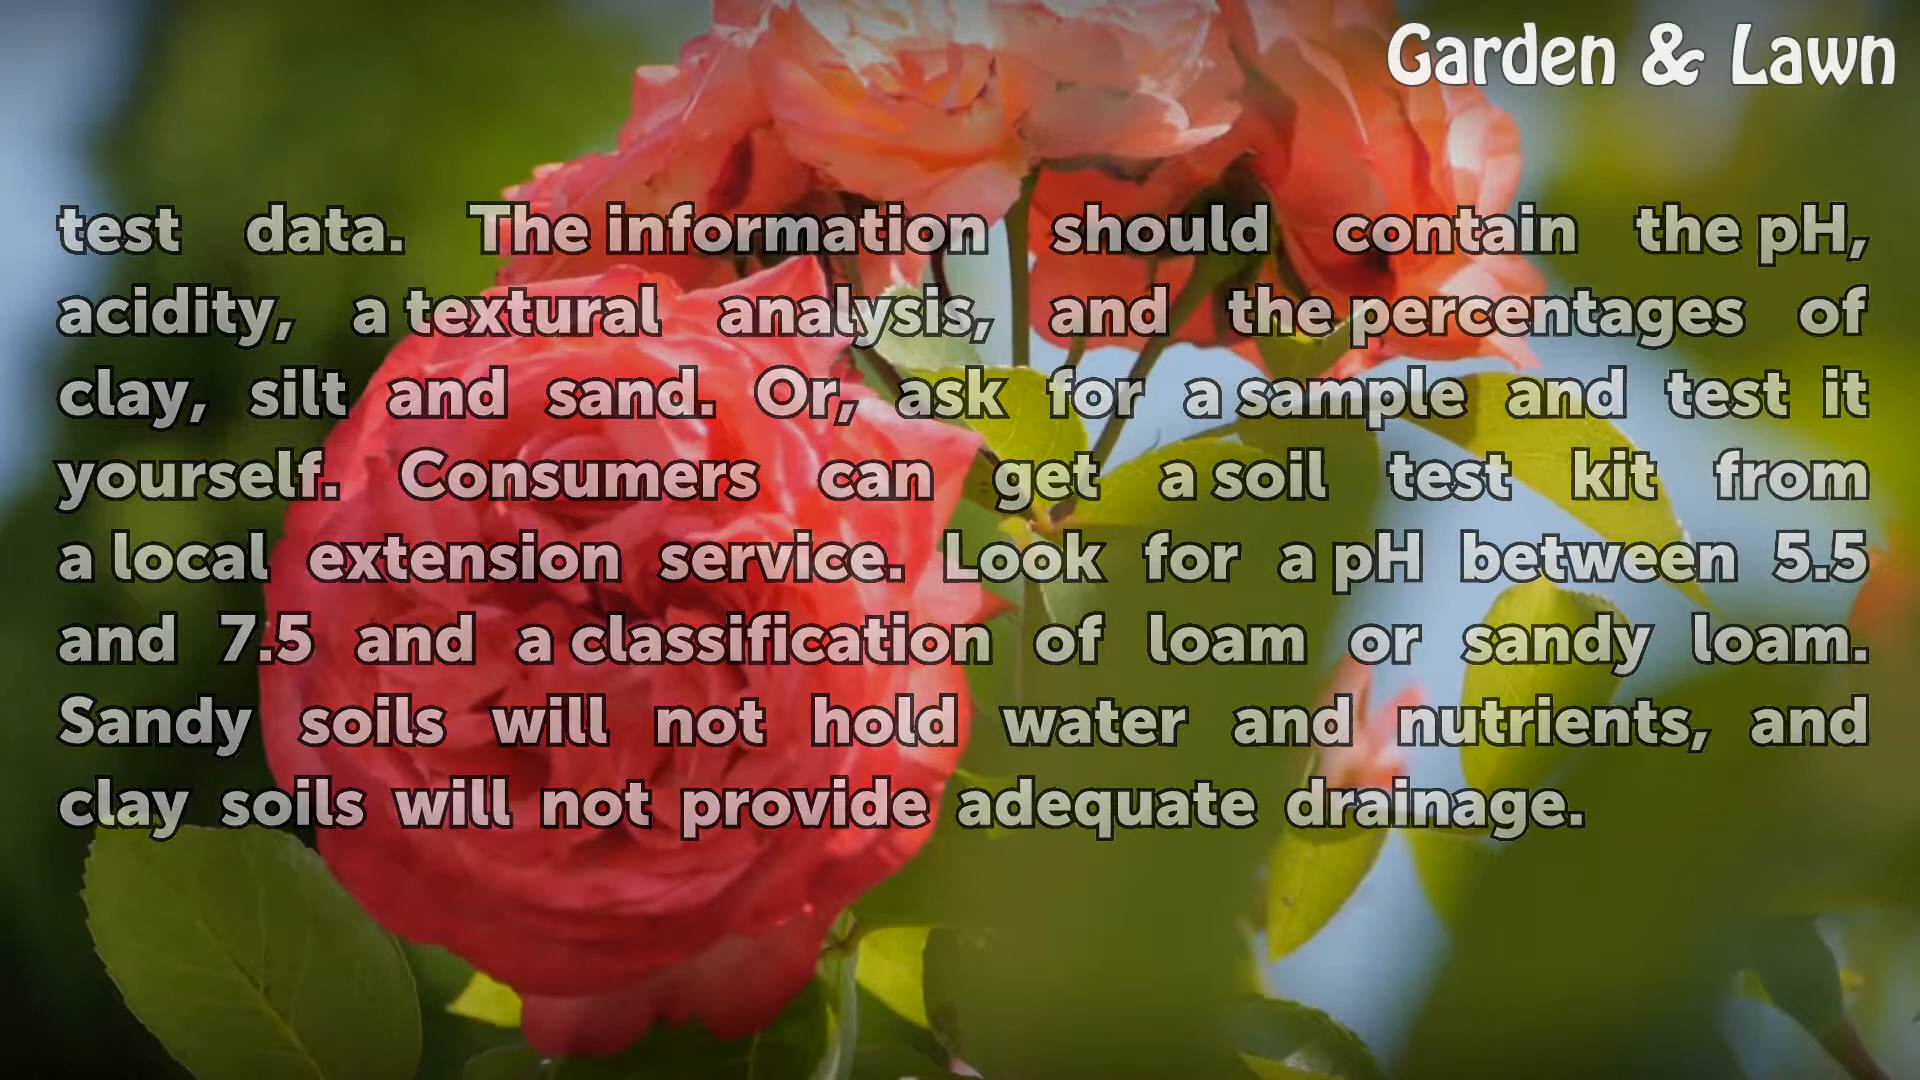 Garden & Lawn
test data. The information should contain the pH,
acidity, a textural analysis, and the percentages of
clay, silt and sand. Or, ask for a sample and test it
yourself. Consumers can get a soil test kit from
a local extension service. Look for a pH between 5.5
and 7.5 and a classification of loam or sandy loam.
Sandy soils will not hold water and nutrients, and
clay soils will not provide adequate drainage.